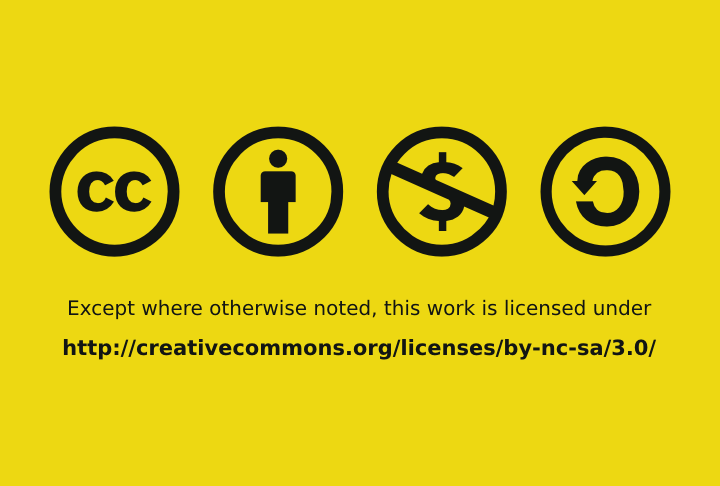 cc
$
Except where otherwise noted, this work is licensed under
http://creativecommons.org/licenses/by-nc-sa/3.0/